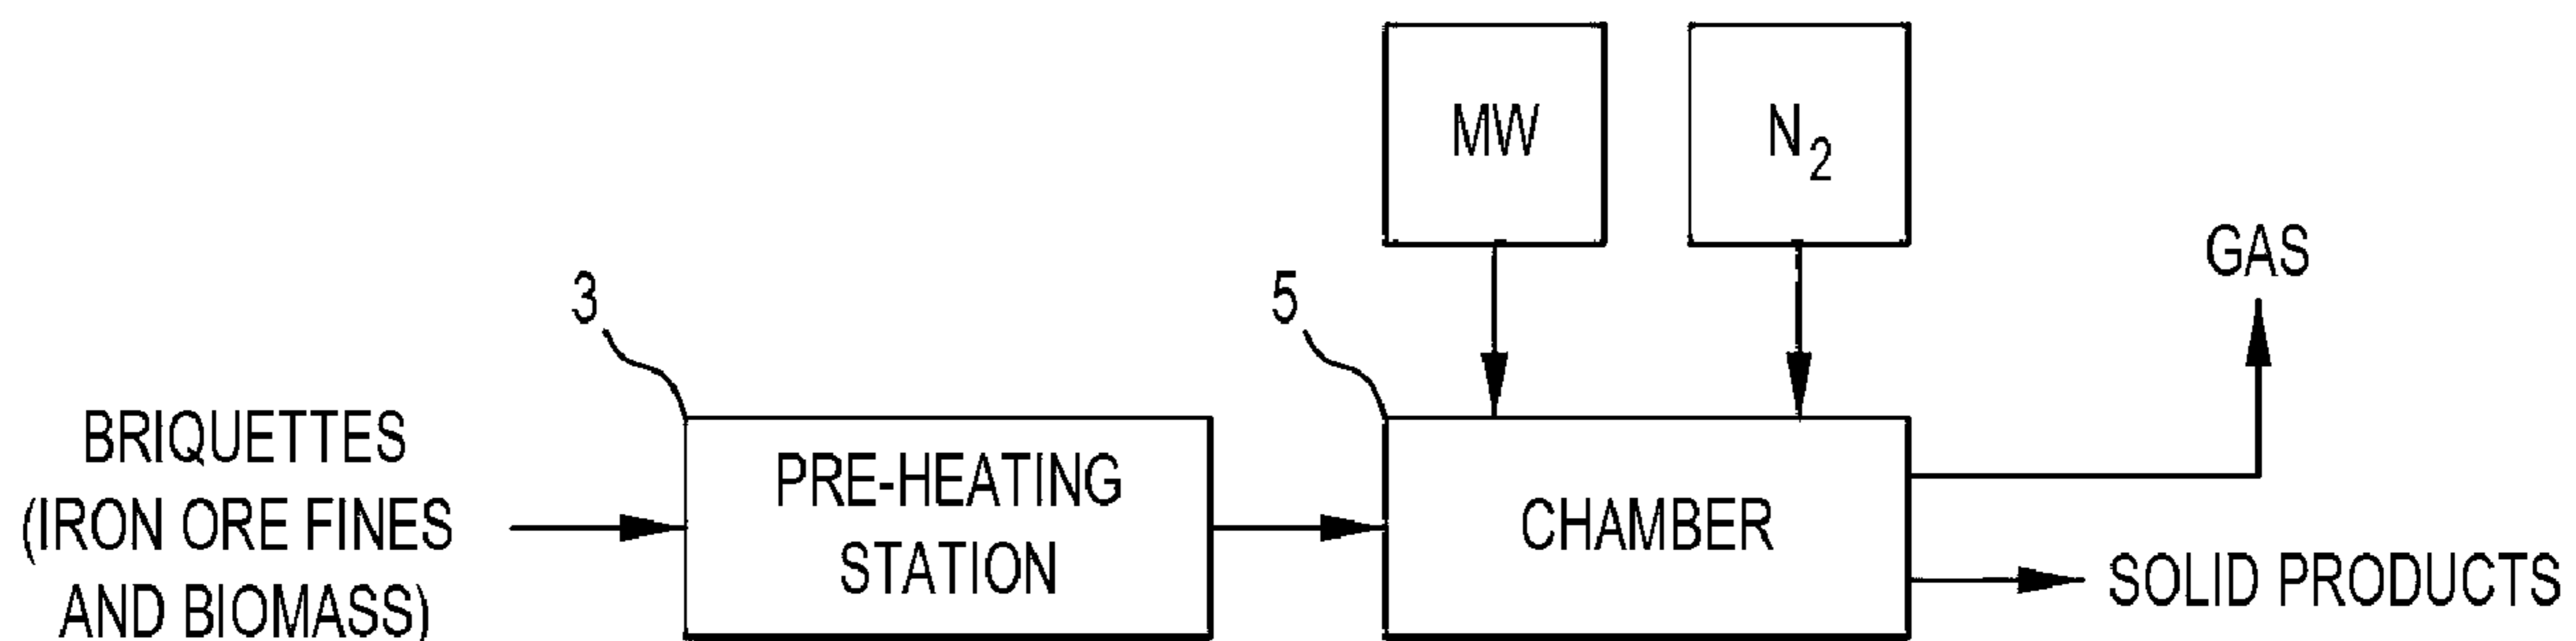 MW
N2
GAS
3
5
BRIQUETTES
(IRON ORE FINES
AND BIOMASS)
PRE-HEATING
STATION
CHAMBER
SOLID PRODUCTS